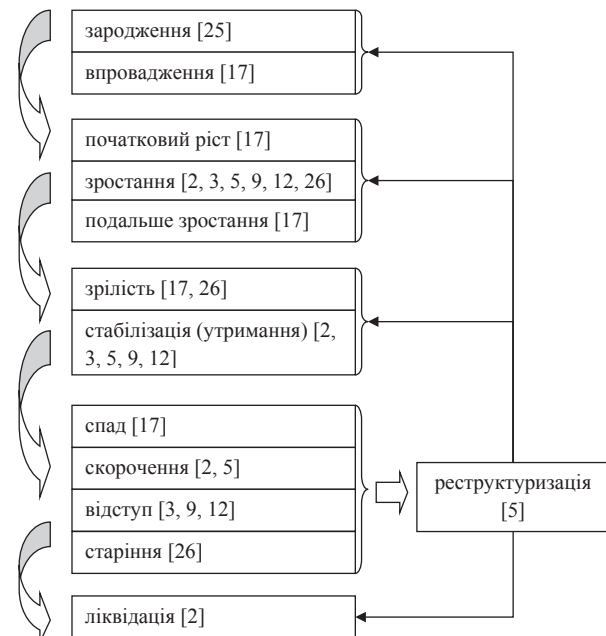 зародження [25]
впровадження [17]
початковий ріст [17]
зростання [2, 3, 5, 9, 12, 26]
подальше зростання [17]
зрілість [17, 26]
стабілізація (утримання) [2,
3, 5, 9, 12]
спад [17]
скорочення [2, 5]
відступ [3, 9, 12]
старіння [26]
реструктуризація
[5]
ліквідація [2]